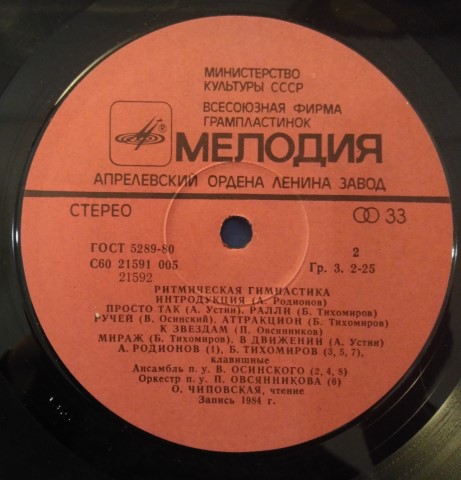 МИНИСТЕРСТВО
КУЛЬТУРЫ СССР
ВСЕСОЮЗНАЯ ФИРМА
ГРАМПЛАСТИНОК
МЕЛОДИЯ
АПРЕЛЕВСКИЙ ОРДЕНА ЛЕНИНА ЗАВОД
СТЕРЕО 33
ГОСТ 5289-80 2
С60 21591 005 Гр. 3. 2-25
21592
РИТМИЧЕСКАЯ ГИМНАСТИКА
ИНТРОДУКЦИЯ (А. Родионов)
ПРОСТО ТАК (А. Устин), РАЛЛИ (Б. Тихомиров)
РУЧЕЙ (В. Осинский), АТТРАКЦИОН (Б. Тихомиров)
К ЗВЕЗДАМ (П. Овсянников)
МИРАЖ (Б. Тихомиров), В ДВИЖЕНИИ (А. Устин)
А. РОДИОНОВ (1), Б. ТИХОМИРОВ (3, 5, 7),
клавишные
Ансамбль п. у. В. ОСИНСКОГО (2, 4, 8)
Оркестр п. у. П. ОВСЯННИКОВА (6)
О. ЧИПОВСКАЯ, чтение
Запись 1984 г.